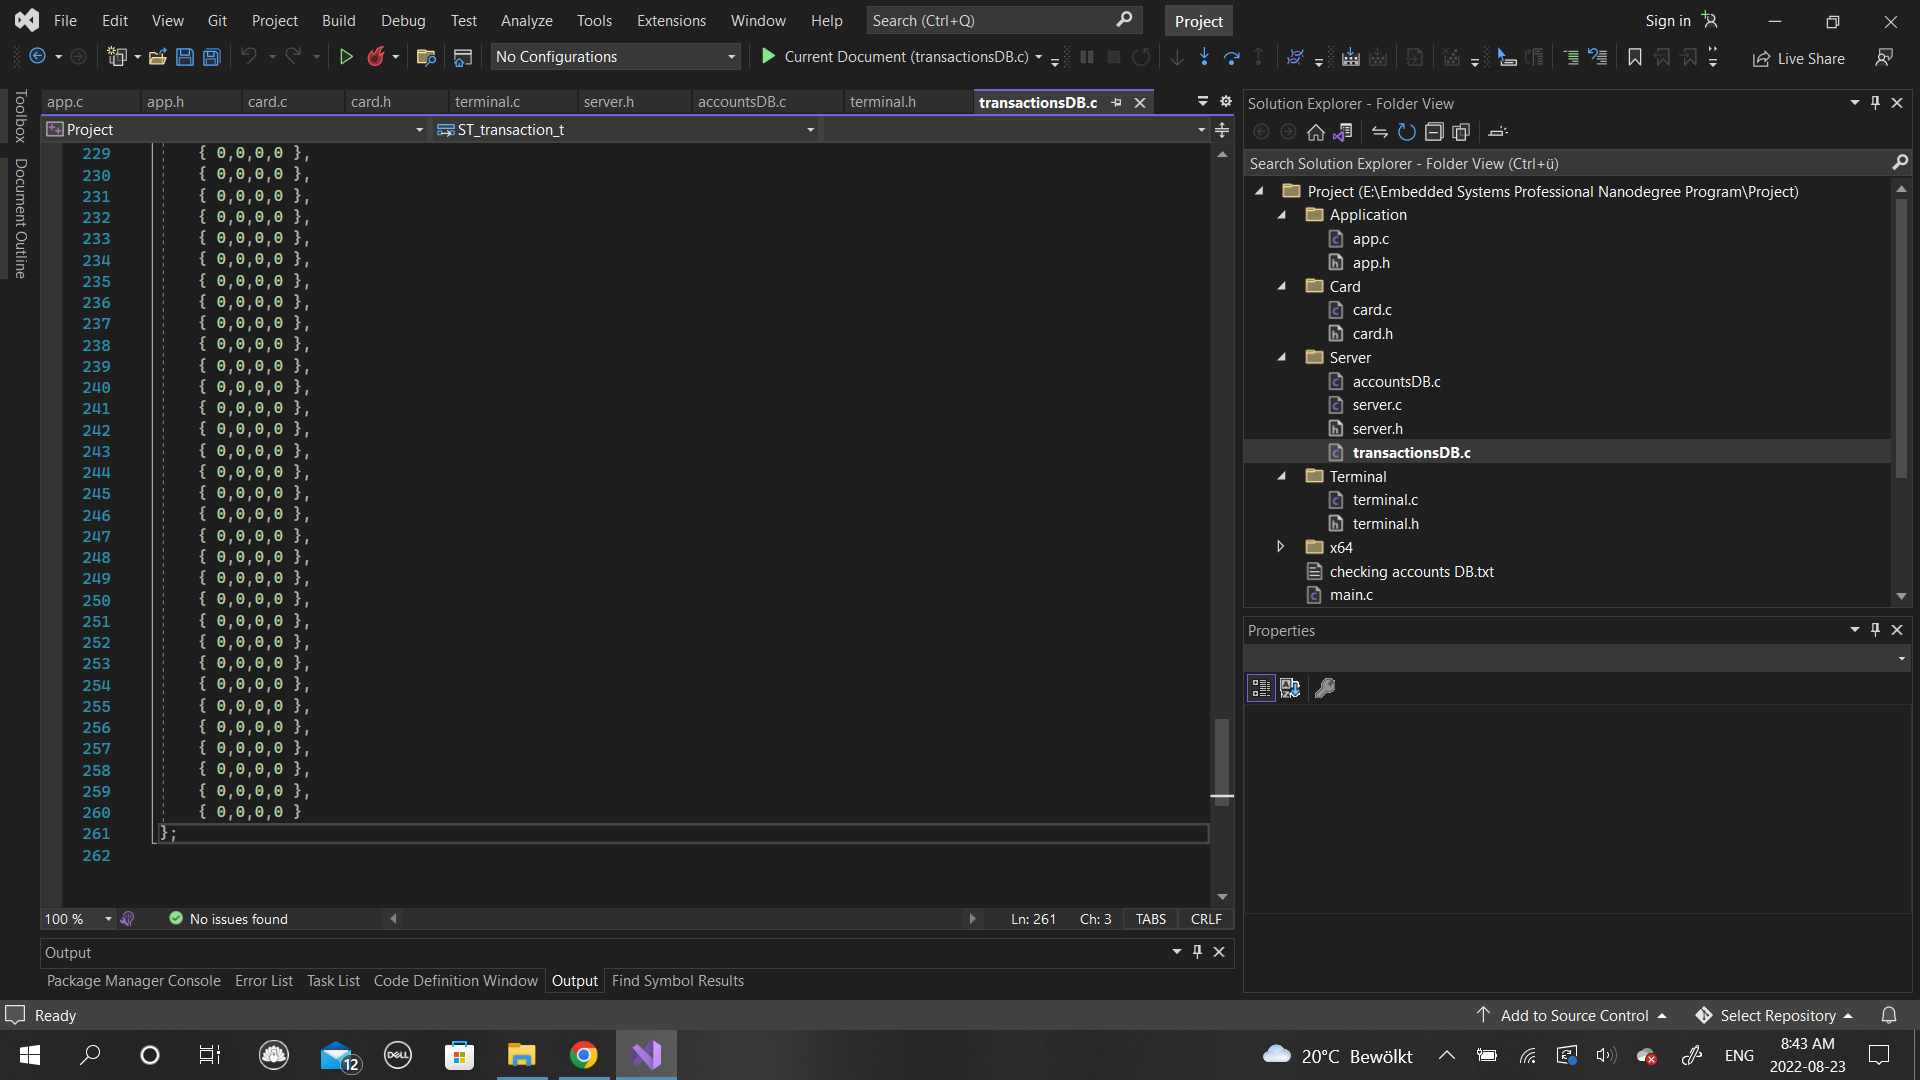 File Edit View Git Project Build Debug Test Analyze Tools Extensions Window Help Search (Ctrl+Q) Project Sign in
No Configurations Current Document (transactionsDB.c) Live Share
Toolbox
Document Outline
app.c app.h card.c card.h terminal.c server.h accountsDB.c terminal.h transactionsDB.c
Project ST_transaction_t
229 { 0,0,0,0 },
230 { 0,0,0,0 },
231 { 0,0,0,0 },
232 { 0,0,0,0 },
233 { 0,0,0,0 },
234 { 0,0,0,0 },
235 { 0,0,0,0 },
236 { 0,0,0,0 },
237 { 0,0,0,0 },
238 { 0,0,0,0 },
239 { 0,0,0,0 },
240 { 0,0,0,0 },
241 { 0,0,0,0 },
242 { 0,0,0,0 },
243 { 0,0,0,0 },
244 { 0,0,0,0 },
245 { 0,0,0,0 },
246 { 0,0,0,0 },
247 { 0,0,0,0 },
248 { 0,0,0,0 },
249 { 0,0,0,0 },
250 { 0,0,0,0 },
251 { 0,0,0,0 },
252 { 0,0,0,0 },
253 { 0,0,0,0 },
254 { 0,0,0,0 },
255 { 0,0,0,0 },
256 { 0,0,0,0 },
257 { 0,0,0,0 },
258 { 0,0,0,0 },
259 { 0,0,0,0 },
260 { 0,0,0,0 }
261 };
262
100 % No issues found Ln: 261 Ch: 3 TABS CRLF
Output
Package Manager Console Error List Task List Code Definition Window Output Find Symbol Results
Solution Explorer - Folder View
Search Solution Explorer - Folder View (Ctrl+ü)
Project (E:\Embedded Systems Professional Nanodegree Program\Project)
Application
app.c
app.h
Card
card.c
card.h
Server
accountsDB.c
server.c
server.h
transactionsDB.c
Terminal
terminal.c
terminal.h
x64
checking accounts DB.txt
main.c
Properties
Ready Add to Source Control Select Repository
12 DELL 20°C Bewölkt ENG 8:43 AM
2022-08-23